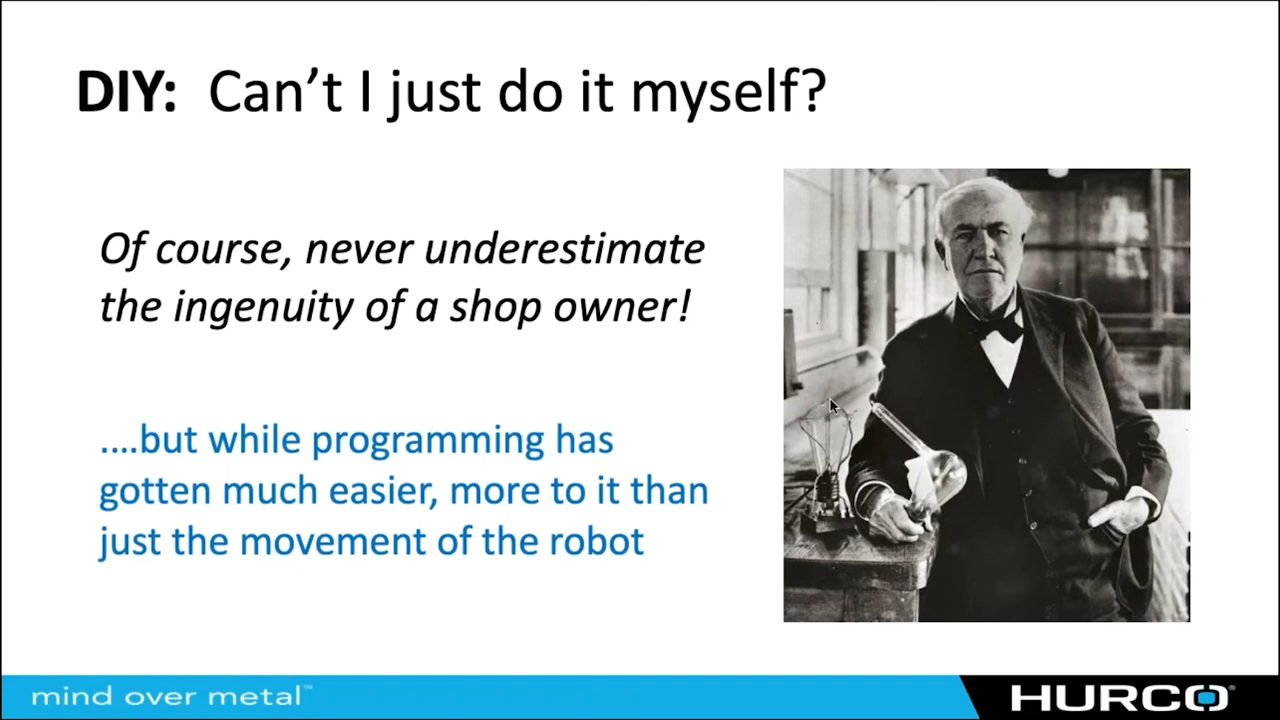 DIY: Can't I just do it myself?
Of course, never underestimate
the ingenuity of a shop owner!
....but while programming has
gotten much easier, more to it than
just the movement of the robot
mind over metal™
HURCO®